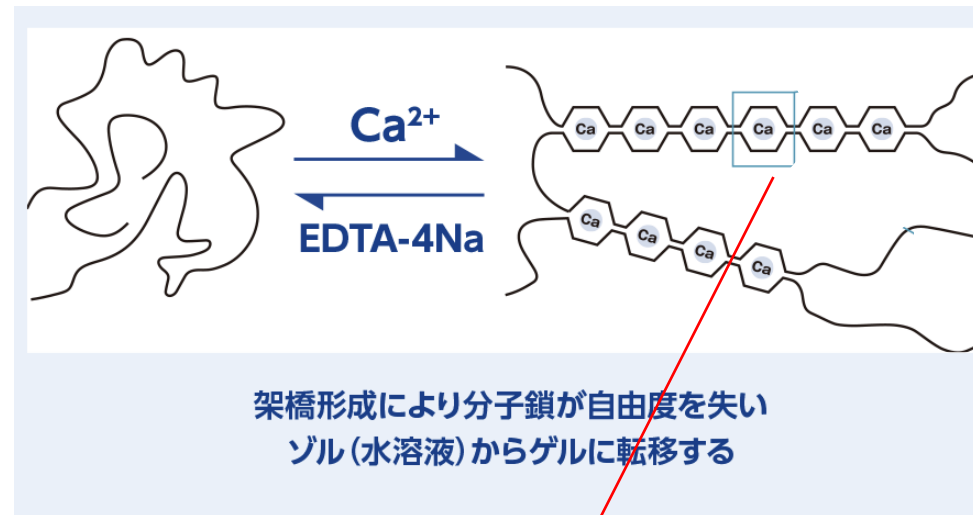 Ca²⁺
EDTA-4Na
Ca Ca Ca Ca Ca Ca
Ca
Ca
Ca
Ca
架橋形成により分子鎖が自由度を失い
ゾル（水溶液）からゲルに転移する